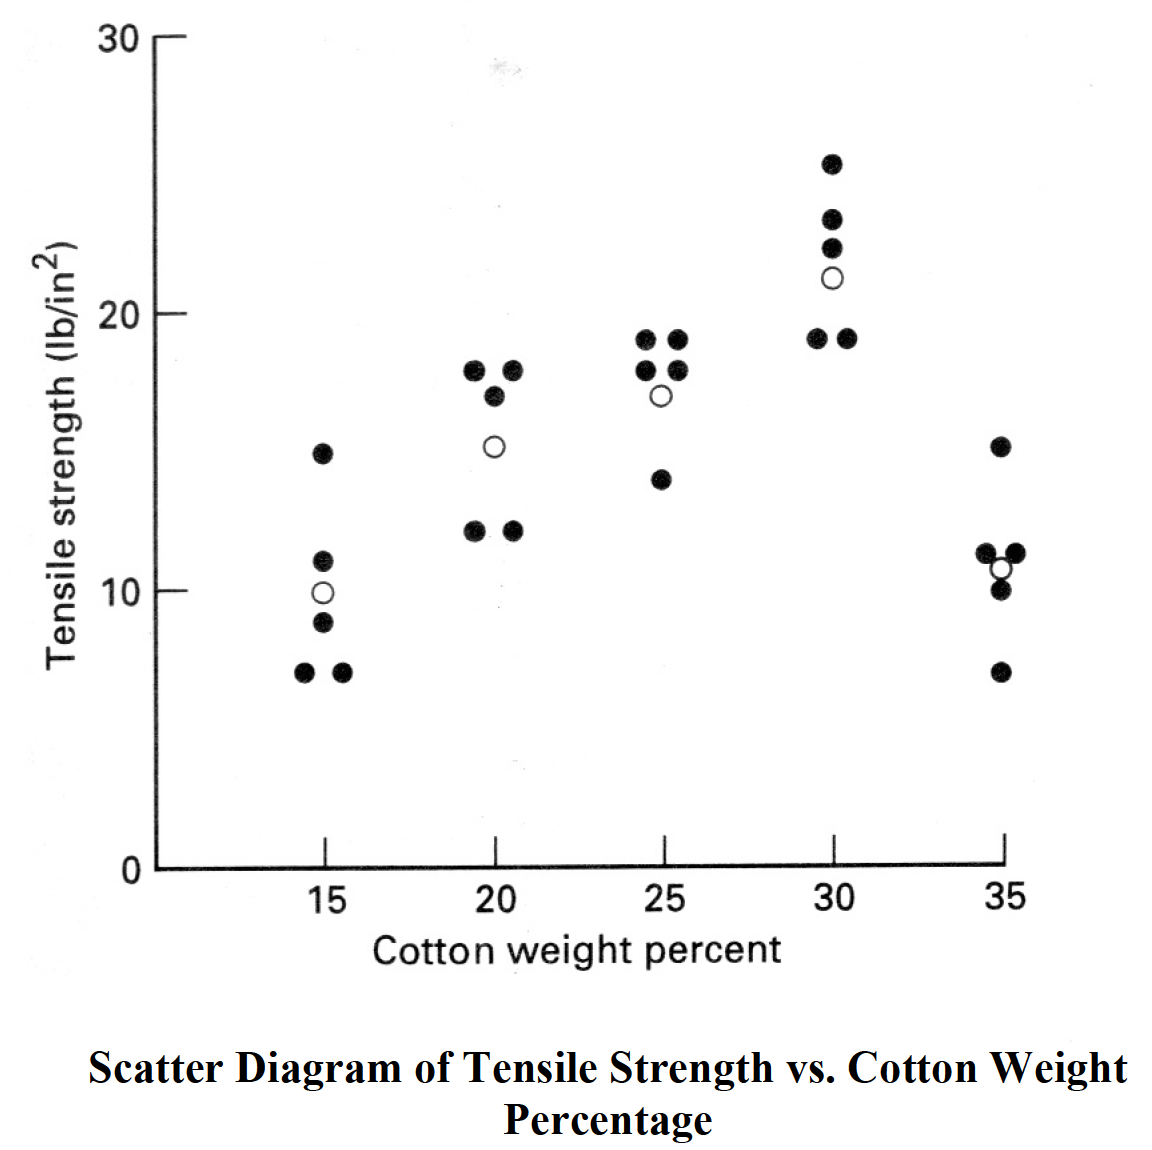 30
20
10
0
Tensile strength (lb/in²)
15 20 25 30 35
Cotton weight percent
Scatter Diagram of Tensile Strength vs. Cotton Weight
Percentage